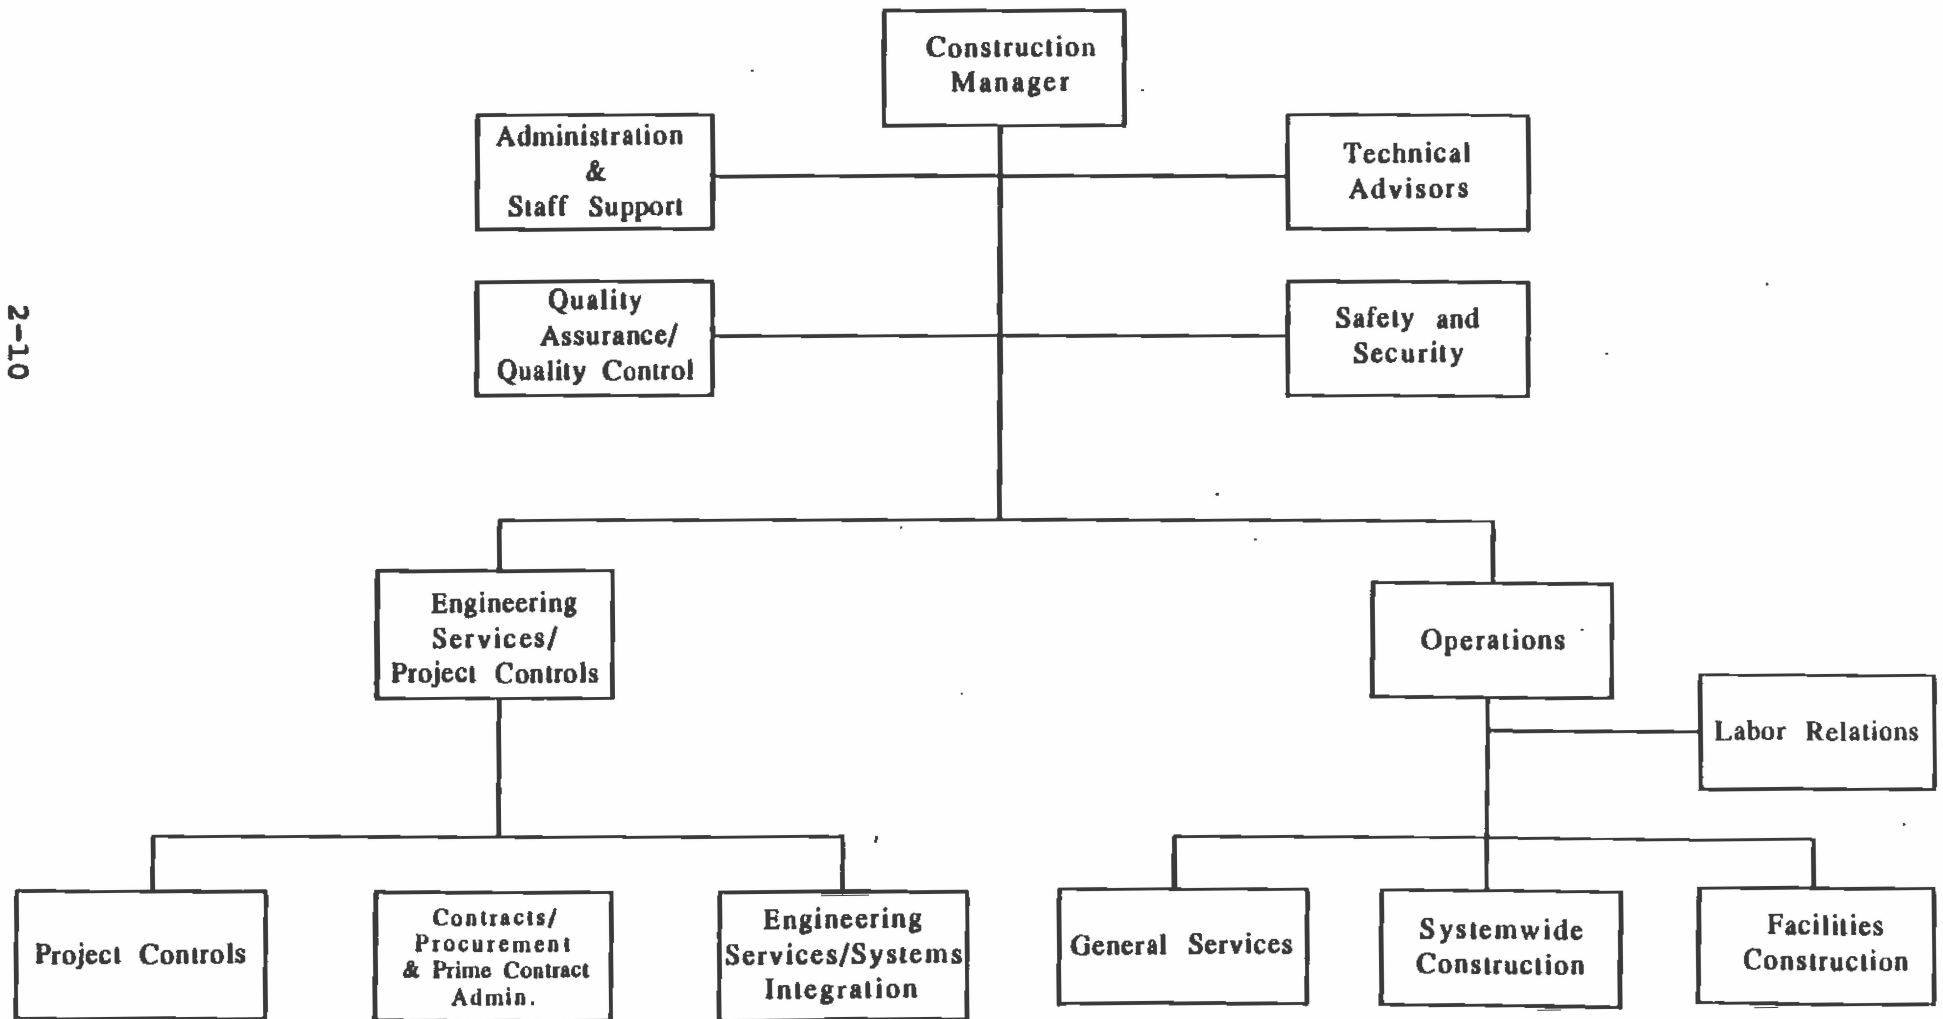 Construction
Manager
Administration
&
Staff Support
Technical
Advisors
Quality
Assurance/
Quality Control
Safety and
Security
2-10
Engineering
Services/
Project Controls
Operations
Labor Relations
Project Controls
Contracts/
Procurement
& Prime Contract
Admin.
Engineering
Services/Systems
Integration
General Services
Systemwide
Construction
Facilities
Construction